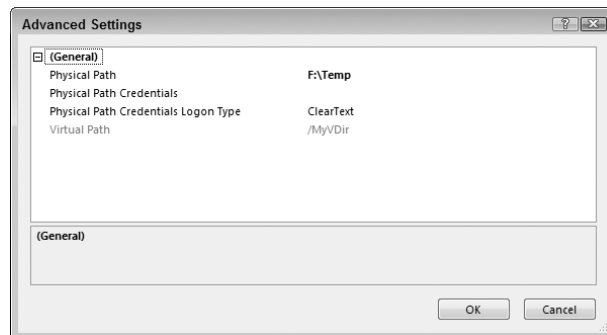 Advanced Settings
(General)
Physical Path F:\Temp
Physical Path Credentials
Physical Path Credentials Logon Type ClearText
Virtual Path /MyVDir
(General)
OK Cancel